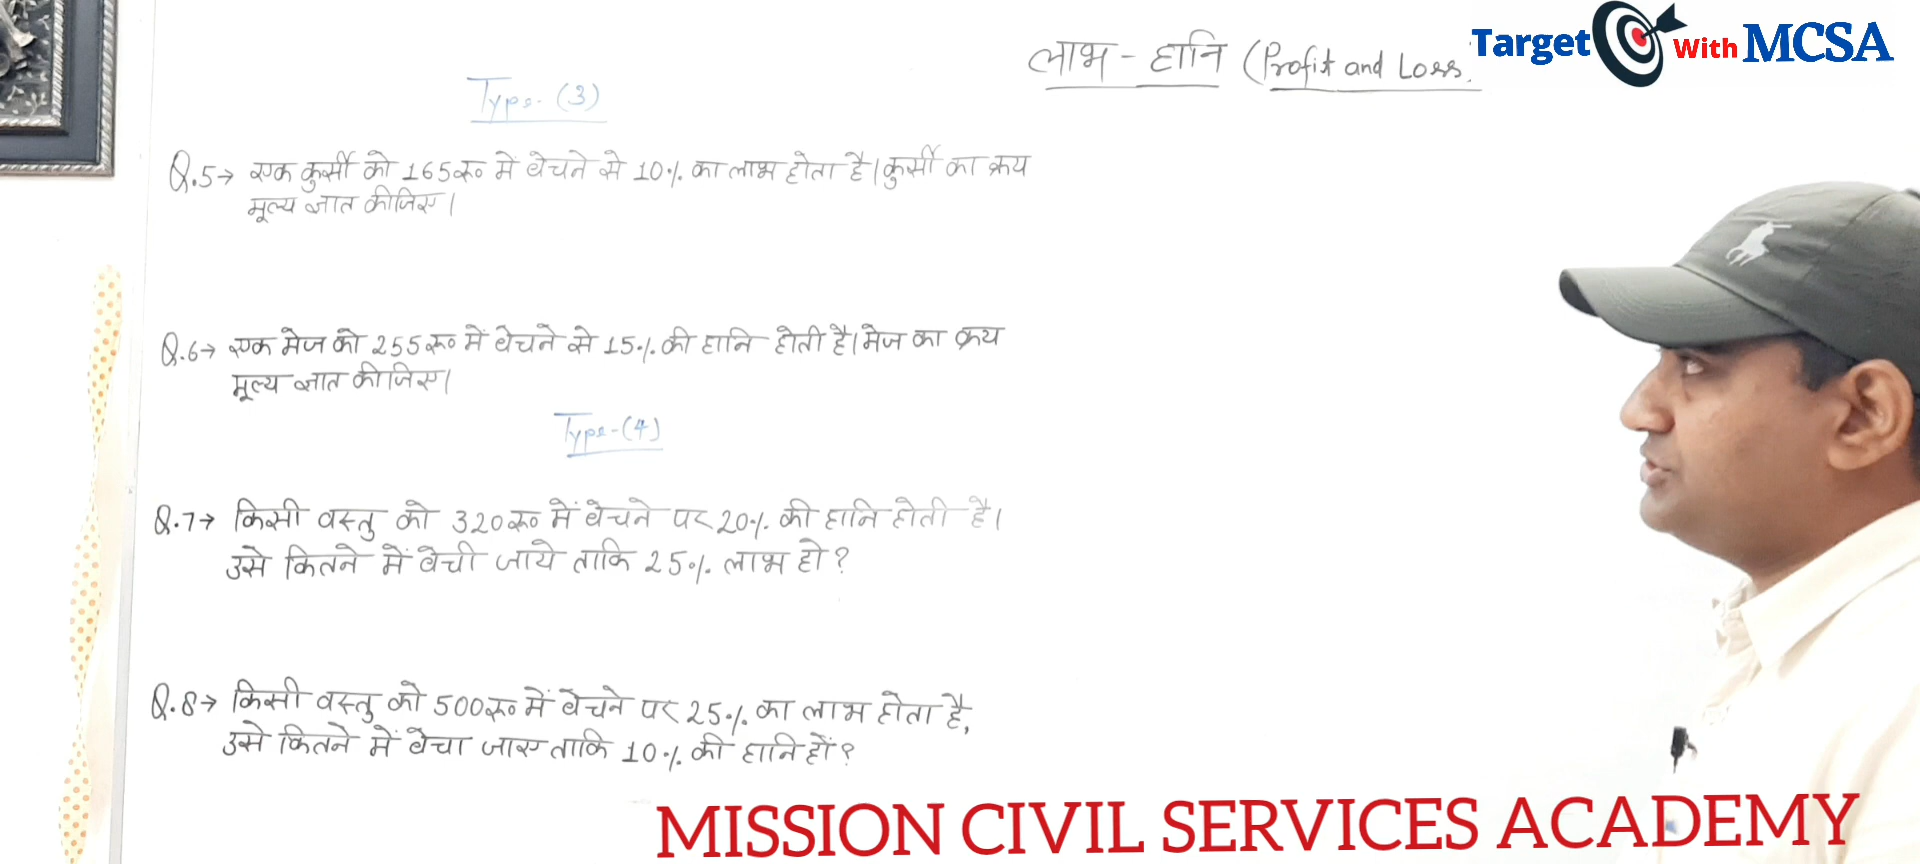 लाभ - हानि (Profit and Loss.
Target With MCSA
Type-(3)
Q.5→ एक कुर्सी को 165रू० में बेचने से 10% का लाभ होता है। कुर्सी का क्रय
मूल्य ज्ञात कीजिए।
Q.6→ एक मेज को 255रू० में बेचने से 15% की हानि होती है। मेज का क्रय
मूल्य ज्ञात कीजिए।
Type-(4)
Q.7→ किसी वस्तु को 320रू० में बेचने पर 20% की हानि होती है।
उसे कितने में बेची जाये ताकि 25% लाभ हो?
Q.8→ किसी वस्तु को 500रू० में बेचने पर 25% का लाभ होता है,
उसे कितने में बेचा जाए ताकि 10% की हानि हों?
MISSION CIVIL SERVICES ACADEMY